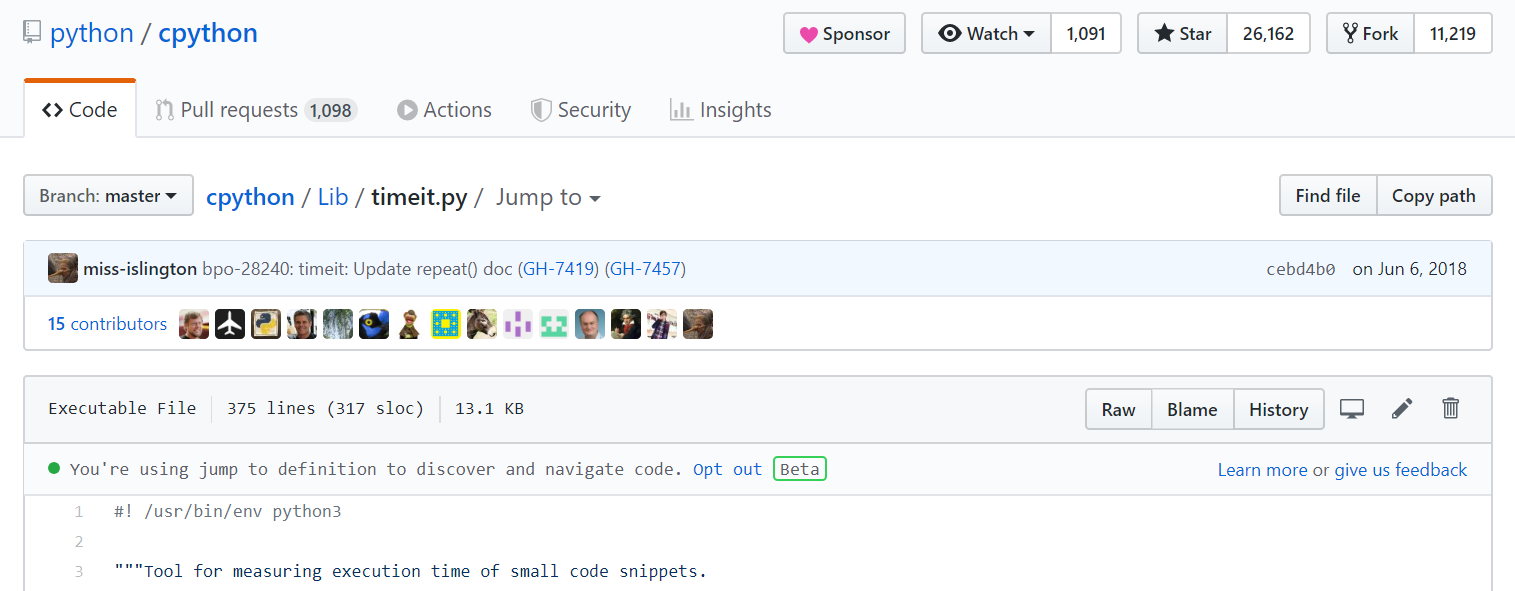 python / cpython Sponsor Watch 1,091 Star 26,162 Fork 11,219
<> Code Pull requests 1,098 Actions Security Insights
Branch: master cpython / Lib / timeit.py / Jump to Find file Copy path
miss-islington bpo-28240: timeit: Update repeat() doc (GH-7419) (GH-7457) cebd4b0 on Jun 6, 2018
15 contributors
Executable File 375 lines (317 sloc) 13.1 KB Raw Blame History
You're using jump to definition to discover and navigate code. Opt out Beta Learn more or give us feedback
1 #! /usr/bin/env python3
2
3 """Tool for measuring execution time of small code snippets.